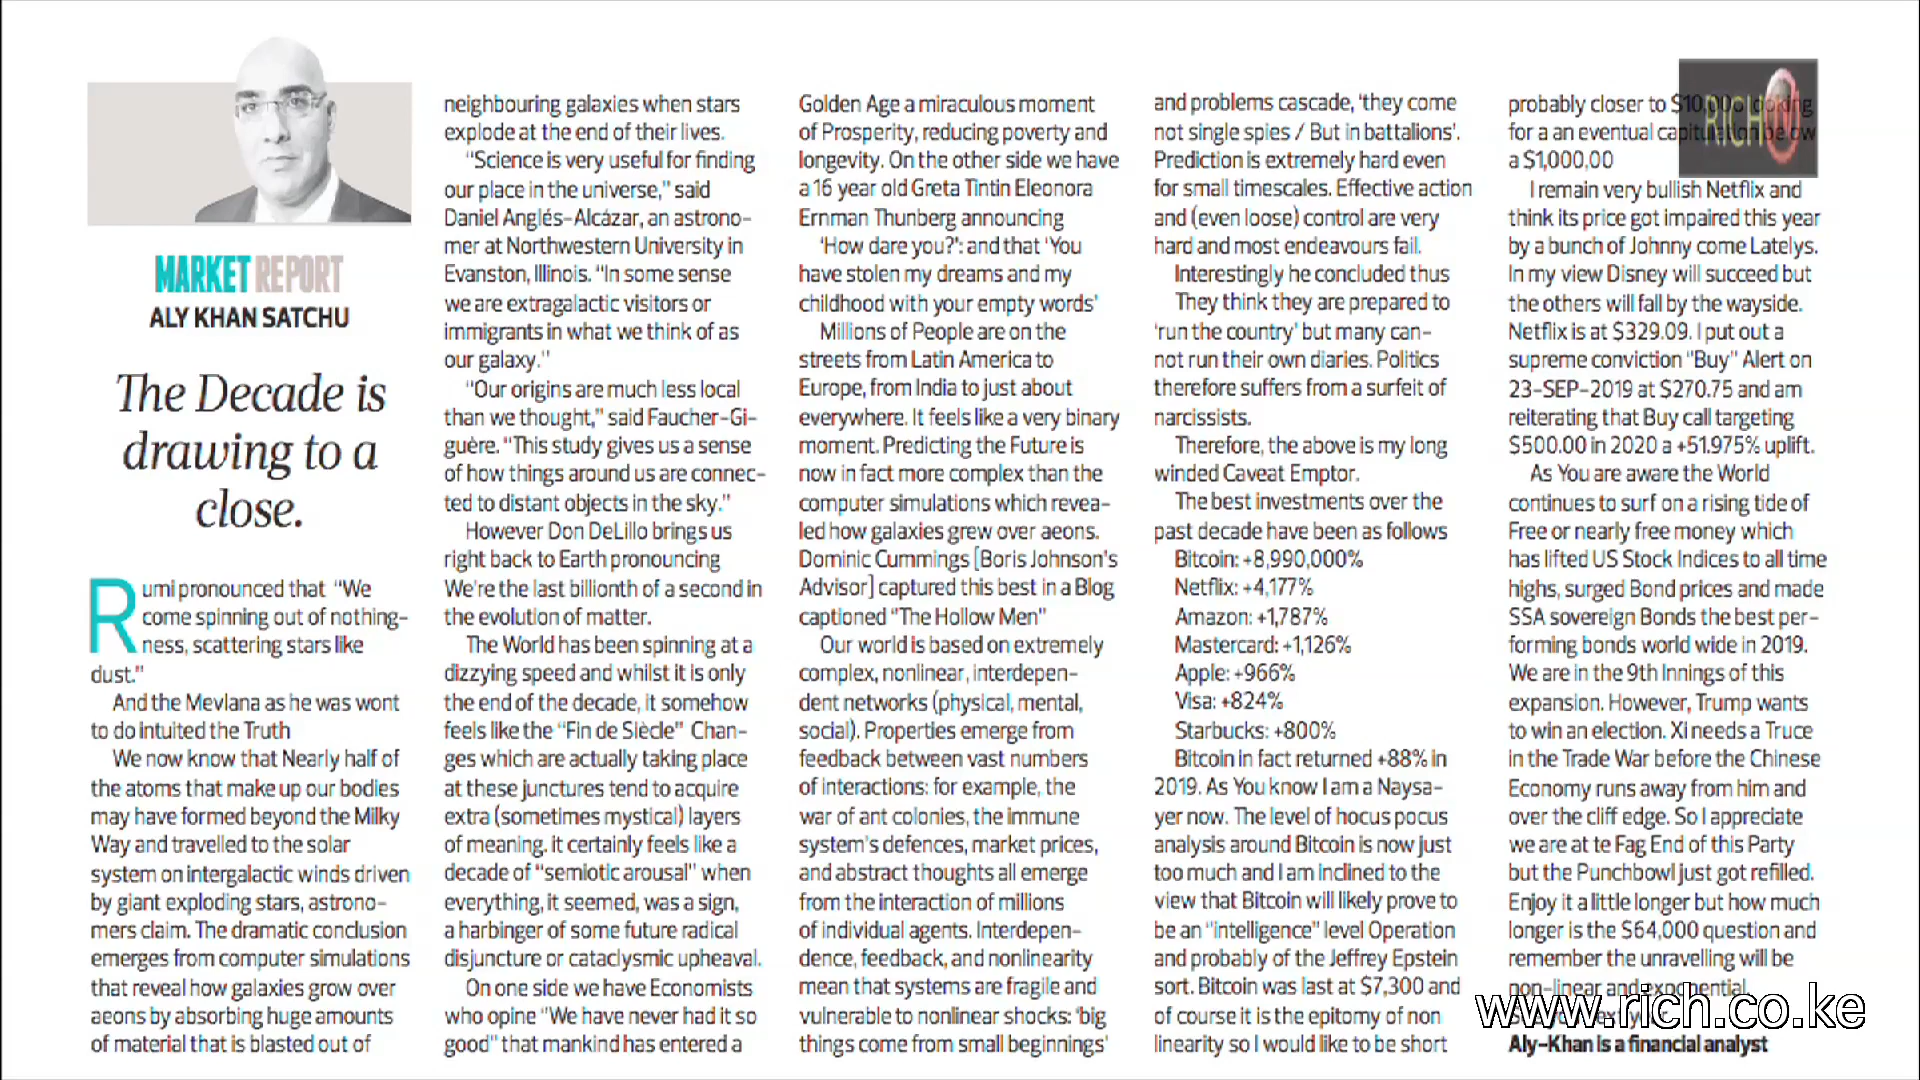 MARKET REPORT
ALY KHAN SATCHU
The Decade is
drawing to a
close.
Rumi pronounced that "We
come spinning out of nothing-
ness, scattering stars like
dust."
And the Mevlana as he was wont
to do intuited the Truth
We now know that Nearly half of
the atoms that make up our bodies
may have formed beyond the Milky
Way and travelled to the solar
system on intergalactic winds driven
by giant exploding stars, astrono-
mers claim. The dramatic conclusion
emerges from computer simulations
that reveal how galaxies grow over
aeons by absorbing huge amounts
of material that is blasted out of
neighbouring galaxies when stars
explode at the end of their lives.
"Science is very useful for finding
our place in the universe," said
Daniel Anglés-Alcázar, an astrono-
mer at Northwestern University in
Evanston, Illinois. "In some sense
we are extragalactic visitors or
immigrants in what we think of as
our galaxy."
"Our origins are much less local
than we thought," said Faucher-Gi-
guère. "This study gives us a sense
of how things around us are connec-
ted to distant objects in the sky."
However Don DeLillo brings us
right back to Earth pronouncing
We're the last billionth of a second in
the evolution of matter.
The World has been spinning at a
dizzying speed and whilst it is only
the end of the decade, it somehow
feels like the "Fin de Siècle" Chan-
ges which are actually taking place
at these junctures tend to acquire
extra (sometimes mystical) layers
of meaning. it certainly feels like a
decade of "semiotic arousal" when
everything, it seemed, was a sign,
a harbinger of some future radical
disjuncture or cataclysmic upheaval.
On one side we have Economists
who opine "We have never had it so
good" that mankind has entered a
Golden Age a miraculous moment
of Prosperity, reducing poverty and
longevity. On the other side we have
a 16 year old Greta Tintin Eleonora
Ernman Thunberg announcing
'How dare you?': and that 'You
have stolen my dreams and my
childhood with your empty words'
Millions of People are on the
streets from Latin America to
Europe, from India to just about
everywhere. It feels like a very binary
moment. Predicting the Future is
now in fact more complex than the
computer simulations which revea-
led how galaxies grew over aeons.
Dominic Cummings [Boris Johnson's
Advisor] captured this best in a Blog
captioned "The Hollow Men"
Our world is based on extremely
complex, nonlinear, interdepen-
dent networks (physical, mental,
social). Properties emerge from
feedback between vast numbers
of interactions: for example, the
war of ant colonies, the immune
system's defences, market prices,
and abstract thoughts all emerge
from the interaction of millions
of individual agents. Interdepen-
dence, feedback, and nonlinearity
mean that systems are fragile and
vulnerable to nonlinear shocks: 'big
things come from small beginnings'
and problems cascade, 'they come
not single spies / But in battalions'.
Prediction is extremely hard even
for small timescales. Effective action
and (even loose) control are very
hard and most endeavours fail.
Interestingly he concluded thus
They think they are prepared to
'run the country' but many can-
not run their own diaries. Politics
therefore suffers from a surfeit of
narcissists.
Therefore, the above is my long
winded Caveat Emptor.
The best investments over the
past decade have been as follows
Bitcoin: +8,990,000%
Netflix: +4,177%
Amazon: +1,787%
Mastercard: +1,126%
Apple: +966%
Visa: +824%
Starbucks: +800%
Bitcoin in fact returned +88% in
2019. As You know I am a Naysa-
yer now. The level of hocus pocus
analysis around Bitcoin is now just
too much and I am inclined to the
view that Bitcoin will likely prove to
be an "intelligence" level Operation
and probably of the Jeffrey Epstein
sort. Bitcoin was last at $7,300 and
of course it is the epitomy of non
linearity so I would like to be short
probably closer to
for a an eventual capitulation below
a $1,000,00
I remain very bullish Netflix and
think its price got impaired this year
by a bunch of Johnny come Latelys.
In my view Disney will succeed but
the others will fall by the wayside.
Netflix is at $329.09. I put out a
supreme conviction "Buy" Alert on
23-SEP-2019 at $270.75 and am
reiterating that Buy call targeting
$500.00 in 2020 a +51.975% uplift.
As You are aware the World
continues to surf on a rising tide of
Free or nearly free money which
has lifted US Stock Indices to all time
highs, surged Bond prices and made
SSA sovereign Bonds the best per-
forming bonds world wide in 2019.
We are in the 9th Innings of this
expansion. However, Trump wants
to win an election. Xi needs a Truce
in the Trade War before the Chinese
Economy runs away from him and
over the cliff edge. So I appreciate
we are at te Fag End of this Party
but the Punchbowl just got refilled.
Enjoy it a little longer but how much
longer is the $64,000 question and
remember the unravelling will be
non-linear and exponential.
Aly-Khan is a financial analyst
RICH
www.rich.co.ke